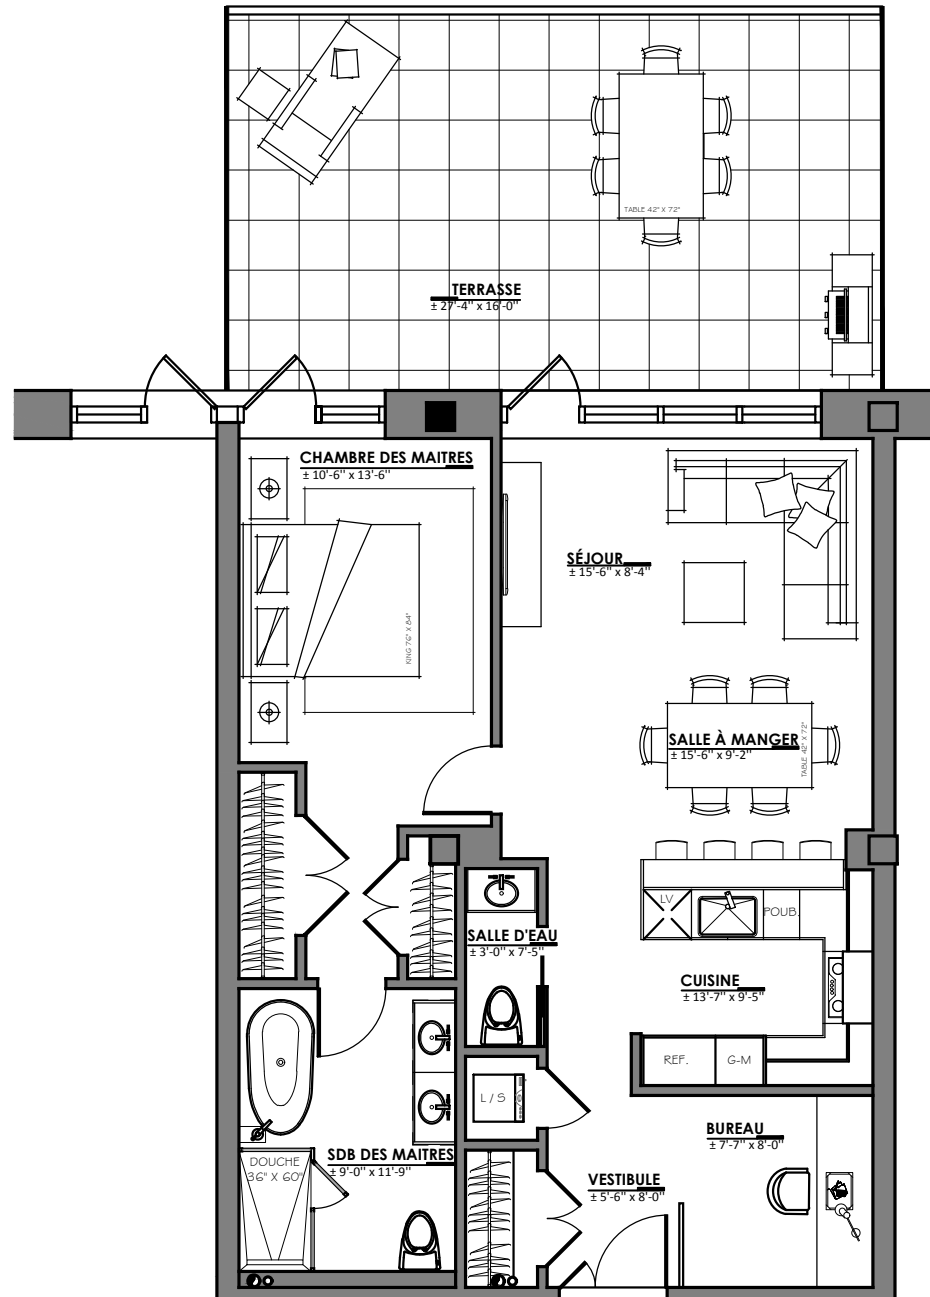 TABLE 42" X 72"
TERRASSE
± 27'-4" x 16'-0"
CHAMBRE DES MAITRES
± 10'-6" x 13'-6"
KING 76" X 84"
SÉJOUR
± 15'-6" x 8'-4"
SALLE À MANGER
± 15'-6" x 9'-2"
TABLE 42" X 72"
LV
POUB.
SALLE D'EAU
± 3'-0" x 7'-5"
CUISINE
± 13'-7" x 9'-5"
REF.
G-M
L / S
BUREAU
± 7'-7" x 8'-0"
SDB DES MAITRES
± 9'-0" x 11'-9"
DOUCHE
36" X 60"
VESTIBULE
± 5'-6" x 8'-0"